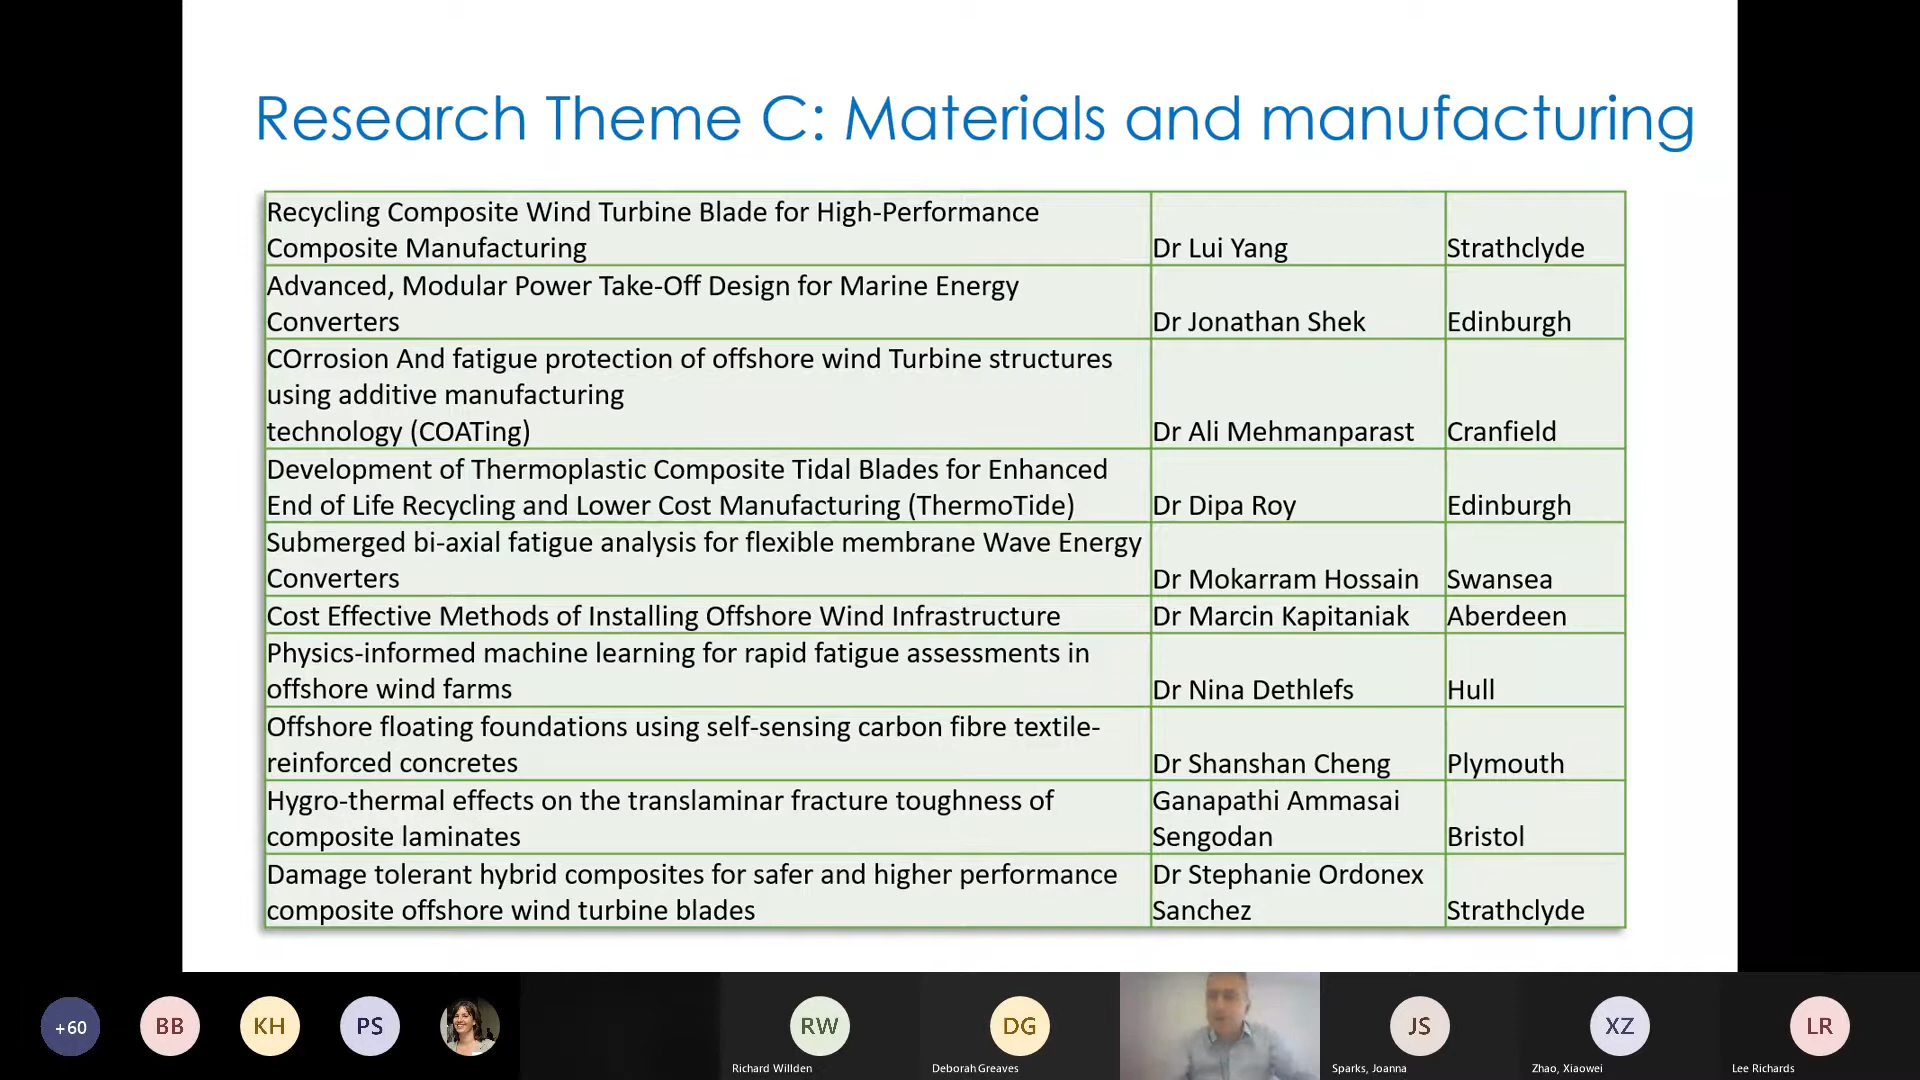 Research Theme C: Materials and manufacturing
Recycling Composite Wind Turbine Blade for High-Performance
Composite Manufacturing
Dr Lui Yang
Strathclyde
Advanced, Modular Power Take-Off Design for Marine Energy
Converters
Dr Jonathan Shek
Edinburgh
COrrosion And fatigue protection of offshore wind Turbine structures
using additive manufacturing
technology (COATing)
Dr Ali Mehmanparast
Cranfield
Development of Thermoplastic Composite Tidal Blades for Enhanced
End of Life Recycling and Lower Cost Manufacturing (ThermoTide)
Dr Dipa Roy
Edinburgh
Submerged bi-axial fatigue analysis for flexible membrane Wave Energy
Converters
Dr Mokarram Hossain
Swansea
Cost Effective Methods of Installing Offshore Wind Infrastructure
Dr Marcin Kapitaniak
Aberdeen
Physics-informed machine learning for rapid fatigue assessments in
offshore wind farms
Dr Nina Dethlefs
Hull
Offshore floating foundations using self-sensing carbon fibre textile-
reinforced concretes
Dr Shanshan Cheng
Plymouth
Hygro-thermal effects on the translaminar fracture toughness of
composite laminates
Ganapathi Ammasai
Sengodan
Bristol
Damage tolerant hybrid composites for safer and higher performance
composite offshore wind turbine blades
Dr Stephanie Ordonex
Sanchez
Strathclyde
+60
BB
KH
PS
RW
Richard Willden
DG
Deborah Greaves
JS
Sparks, Joanna
XZ
Zhao, Xiaowei
LR
Lee Richards